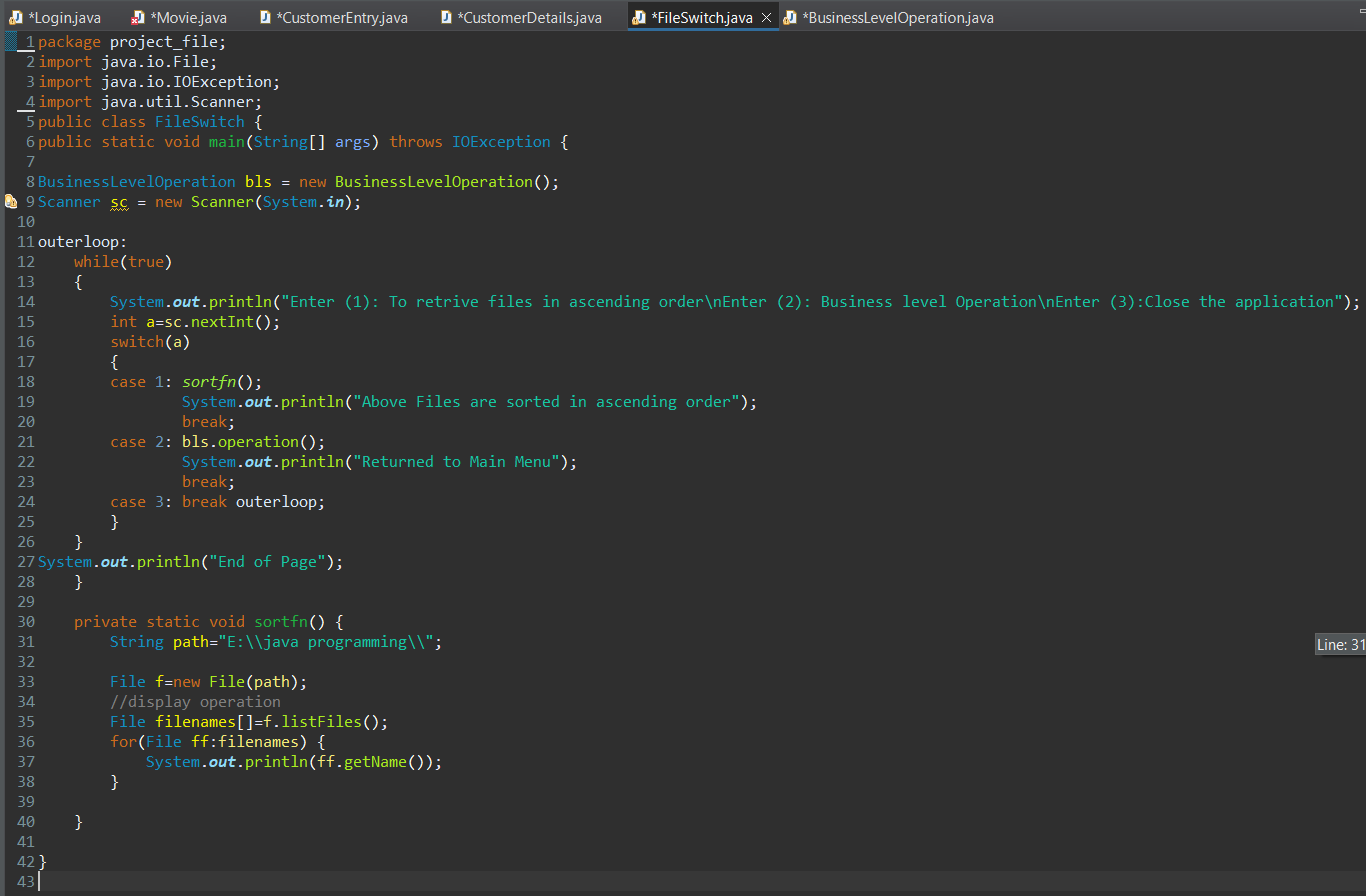 *Login.java *Movie.java *CustomerEntry.java *CustomerDetails.java *FileSwitch.java *BusinessLevelOperation.java
1 package project_file;
2 import java.io.File;
3 import java.io.IOException;
4 import java.util.Scanner;
5 public class FileSwitch {
6 public static void main(String[] args) throws IOException {
7
8 BusinessLevelOperation bls = new BusinessLevelOperation();
9 Scanner sc = new Scanner(System.in);
10
11 outerloop:
12     while(true)
13     {
14         System.out.println("Enter (1): To retrive files in ascending order\nEnter (2): Business level Operation\nEnter (3):Close the application");
15         int a=sc.nextInt();
16         switch(a)
17         {
18         case 1: sortfn();
19                 System.out.println("Above Files are sorted in ascending order");
20                 break;
21         case 2: bls.operation();
22                 System.out.println("Returned to Main Menu");
23                 break;
24         case 3: break outerloop;
25         }
26     }
27 System.out.println("End of Page");
28     }
29
30     private static void sortfn() {
31         String path="E:\\java programming\\";
Line: 31
32
33         File f=new File(path);
34         //display operation
35         File filenames[]=f.listFiles();
36         for(File ff:filenames) {
37             System.out.println(ff.getName());
38         }
39
40     }
41
42 }
43